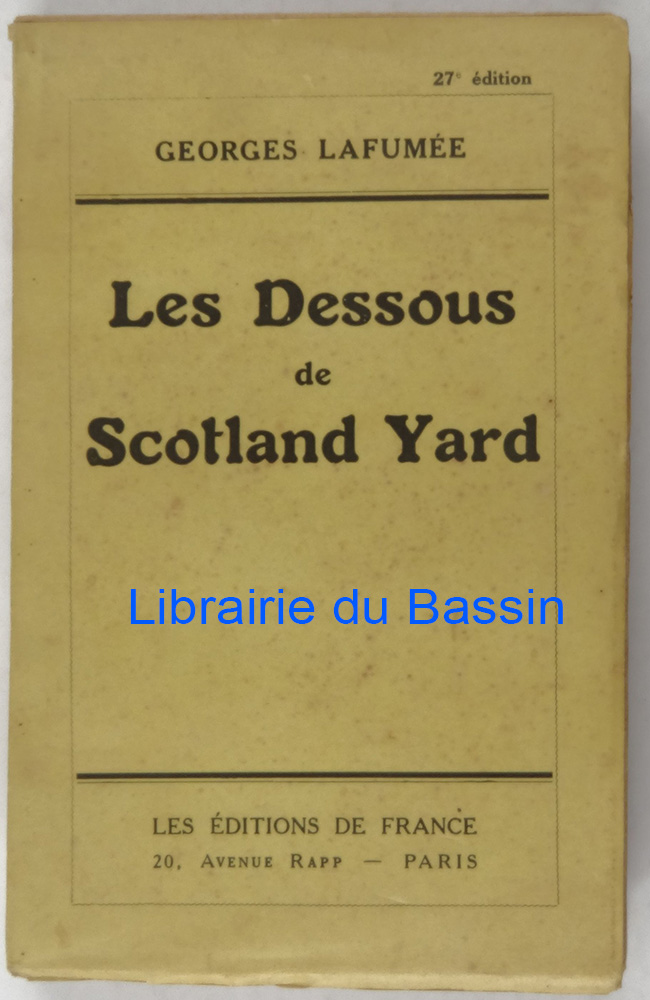 27e édition
GEORGES LAFUMÉE
Les Dessous
de
Scotland Yard
Librairie du Bassin
LES ÉDITIONS DE FRANCE
20, AVENUE RAPP — PARIS